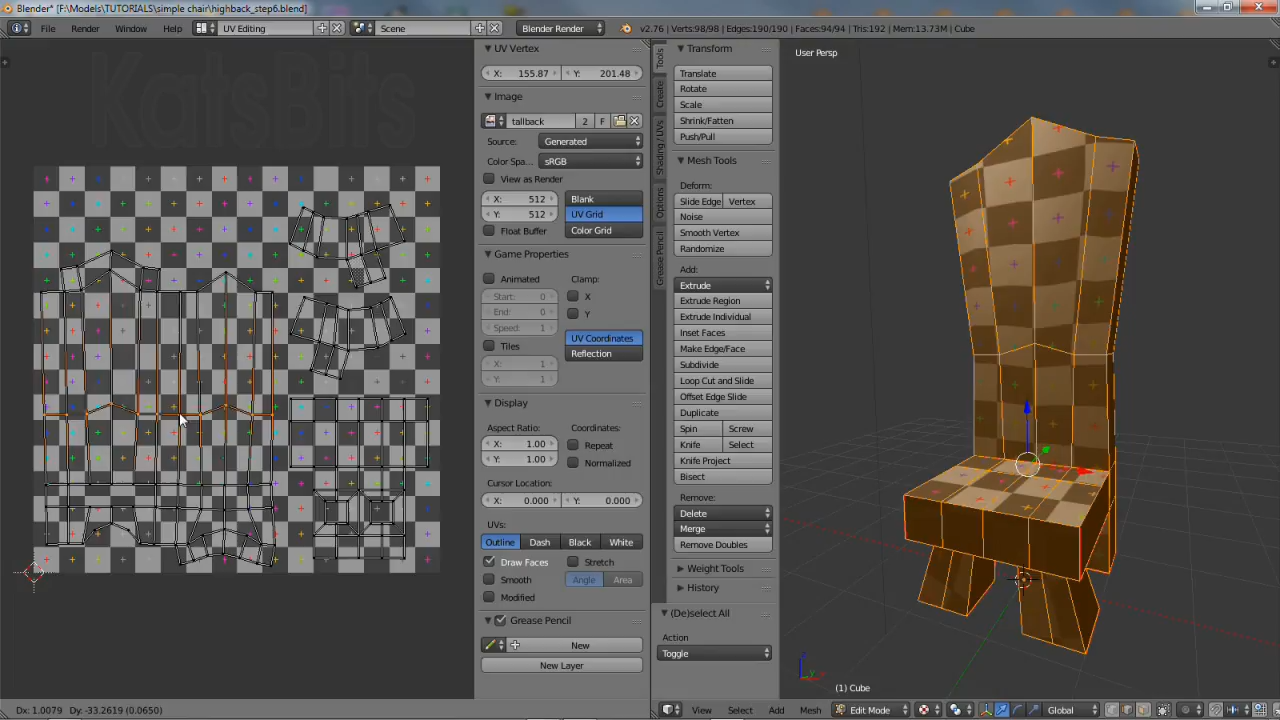 Blender* [F:\Models\TUTORIALS\simple chair\highback_step6.blend]
File Render Window Help UV Editing Scene Blender Render v2.76 | Verts:98/98 | Edges:190/190 | Faces:94/94 | Tris:192 | Mem:13.73M | Cube
KatsBits
UV Vertex
X: 155.87 Y: 201.48
Image
tallback 2 F
Source: Generated
Color Spa... sRGB
View as Render
X: 512 Blank
Y: 512 UV Grid
Float Buffer Color Grid
Game Properties
Animated Clamp:
Start: 0 X
End: 0 Y
Speed: 1 UV Coordinates
Tiles Reflection
X: 1
Y: 1
Display
Aspect Ratio: Coordinates:
X: 1.00 Repeat
Y: 1.00 Normalized
Cursor Location:
X: 0.000 Y: 0.000
UVs:
Outline Dash Black White
Draw Faces Stretch
Smooth Angle Area
Modified
Grease Pencil
New
New Layer
Tools
Create
Shading / UVs
Options
Grease Pencil
Transform
Translate
Rotate
Scale
Shrink/Fatten
Push/Pull
Mesh Tools
Deform:
Slide Edge Vertex
Noise
Smooth Vertex
Randomize
Add:
Extrude
Extrude Region
Extrude Individual
Inset Faces
Make Edge/Face
Subdivide
Loop Cut and Slide
Offset Edge Slide
Duplicate
Spin Screw
Knife Select
Knife Project
Bisect
Remove:
Delete
Merge
Remove Doubles
Weight Tools
History
(De)select All
Action
Toggle
User Persp
(1) Cube
Dx: 1.0079 Dy: -33.2619 (0.0650)
View Select Add Mesh Edit Mode Global